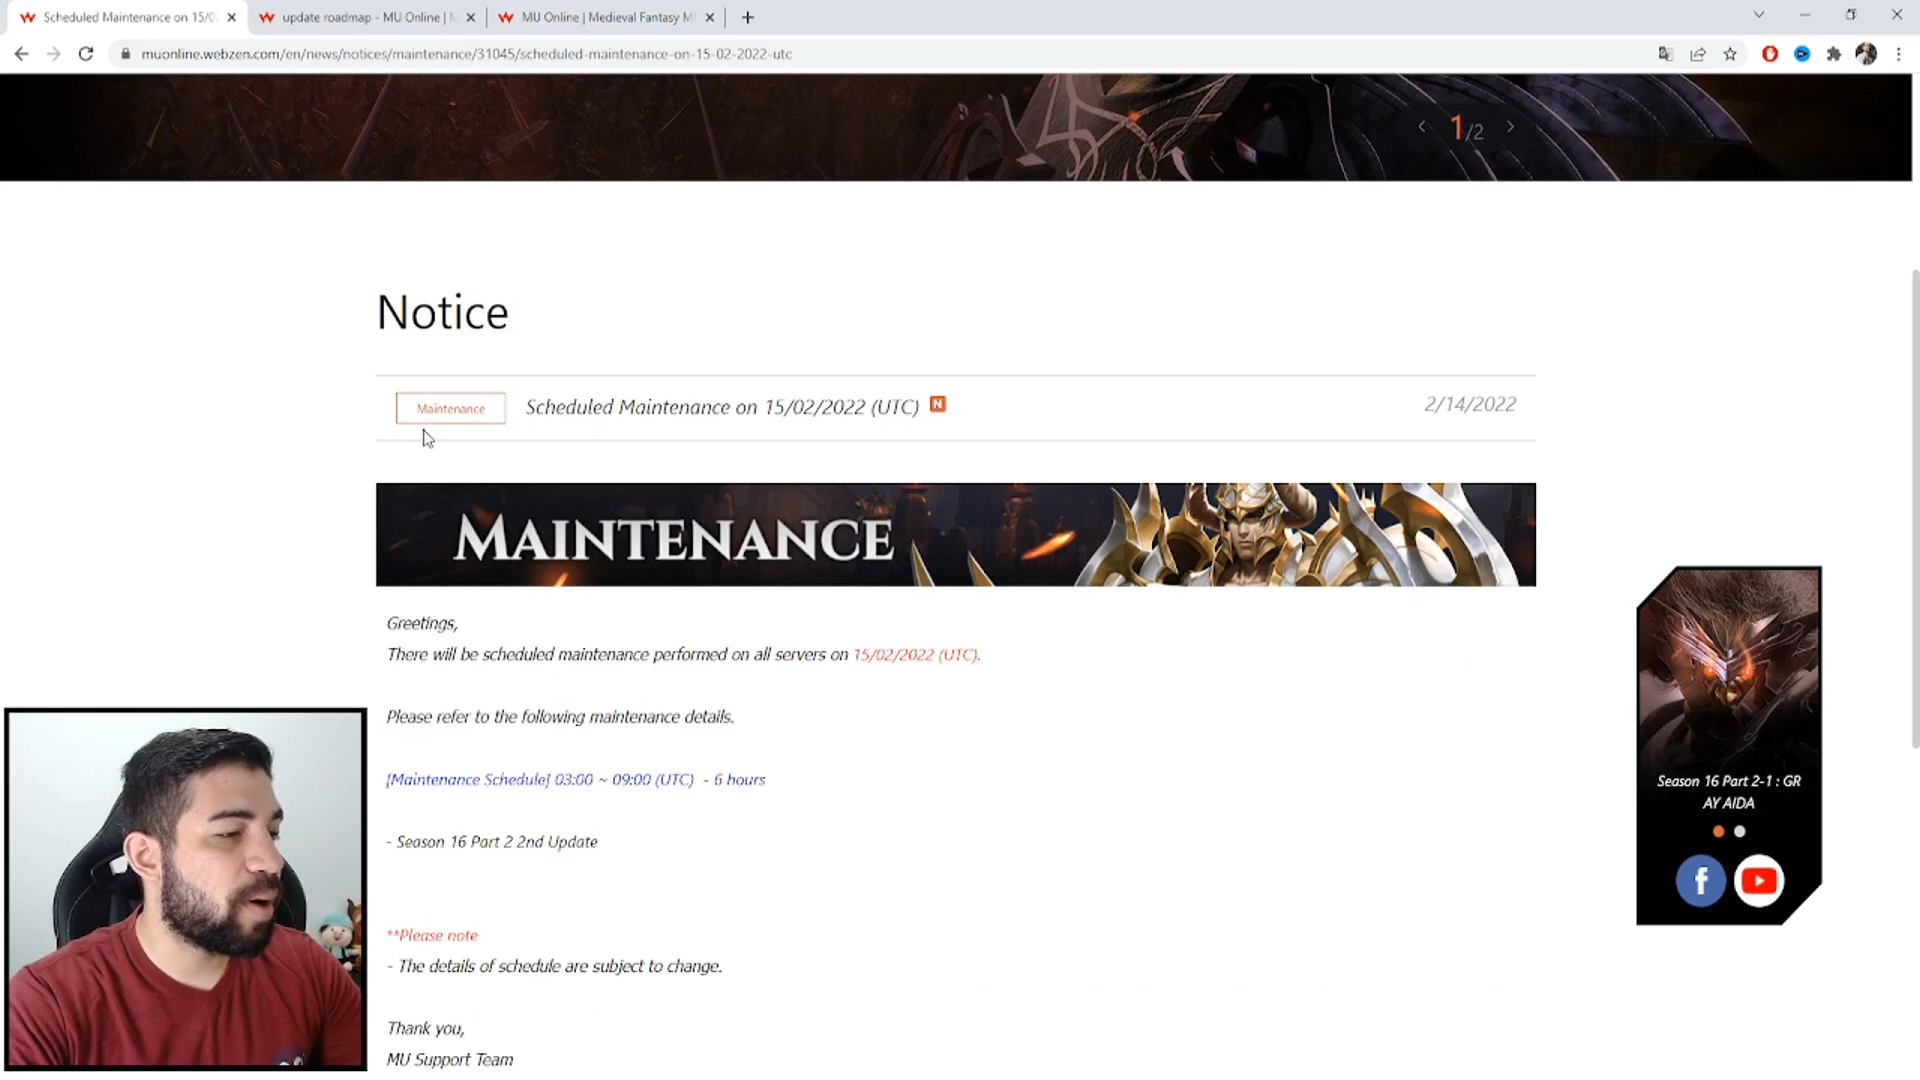 Scheduled Maintenance on 15/0
update roadmap - MU Online |
MU Online | Medieval Fantasy M
muonline.webzen.com/en/news/notices/maintenance/31045/scheduled-maintenance-on-15-02-2022-utc
1/2
Notice
Maintenance
Scheduled Maintenance on 15/02/2022 (UTC) N
2/14/2022
MAINTENANCE
Greetings,
There will be scheduled maintenance performed on all servers on 15/02/2022 (UTC).
Please refer to the following maintenance details.
[Maintenance Schedule] 03:00 ~ 09:00 (UTC) - 6 hours
- Season 16 Part 2 2nd Update
**Please note
- The details of schedule are subject to change.
Thank you,
MU Support Team
Season 16 Part 2-1 : GR
AY AIDA